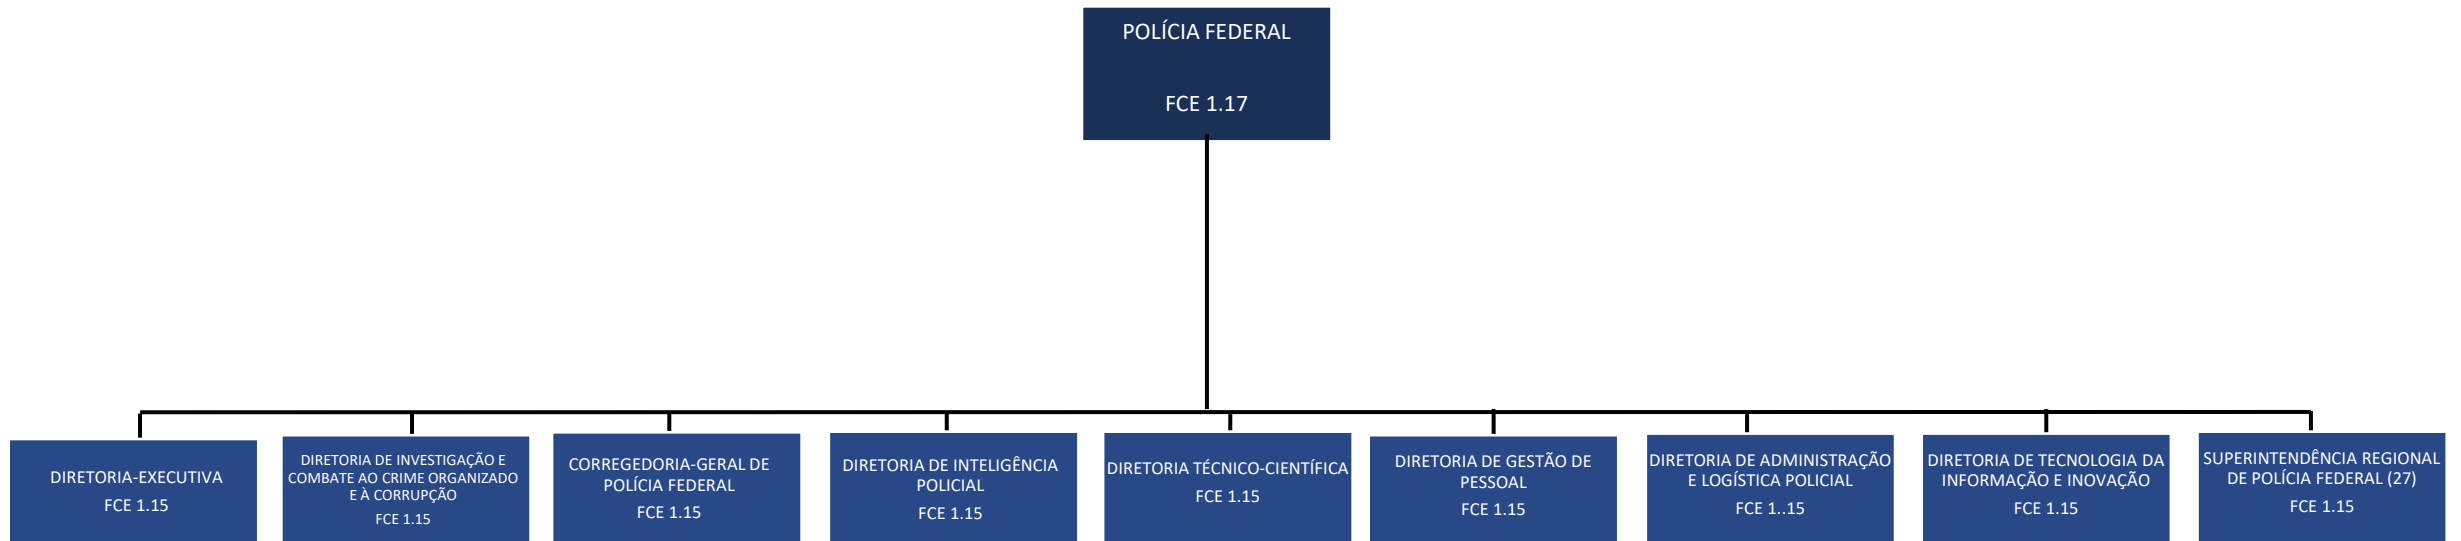 POLÍCIA FEDERAL
FCE 1.17
DIRETORIA-EXECUTIVA
FCE 1.15
DIRETORIA DE INVESTIGAÇÃO E
COMBATE AO CRIME ORGANIZADO
E À CORRUPÇÃO
FCE 1.15
CORREGEDORIA-GERAL DE
POLÍCIA FEDERAL
FCE 1.15
DIRETORIA DE INTELIGÊNCIA
POLICIAL
FCE 1.15
DIRETORIA TÉCNICO-CIENTÍFICA
FCE 1.15
DIRETORIA DE GESTÃO DE
PESSOAL
FCE 1.15
DIRETORIA DE ADMINISTRAÇÃO
E LOGÍSTICA POLICIAL
FCE 1..15
DIRETORIA DE TECNOLOGIA DA
INFORMAÇÃO E INOVAÇÃO
FCE 1.15
SUPERINTENDÊNCIA REGIONAL
DE POLÍCIA FEDERAL (27)
FCE 1.15